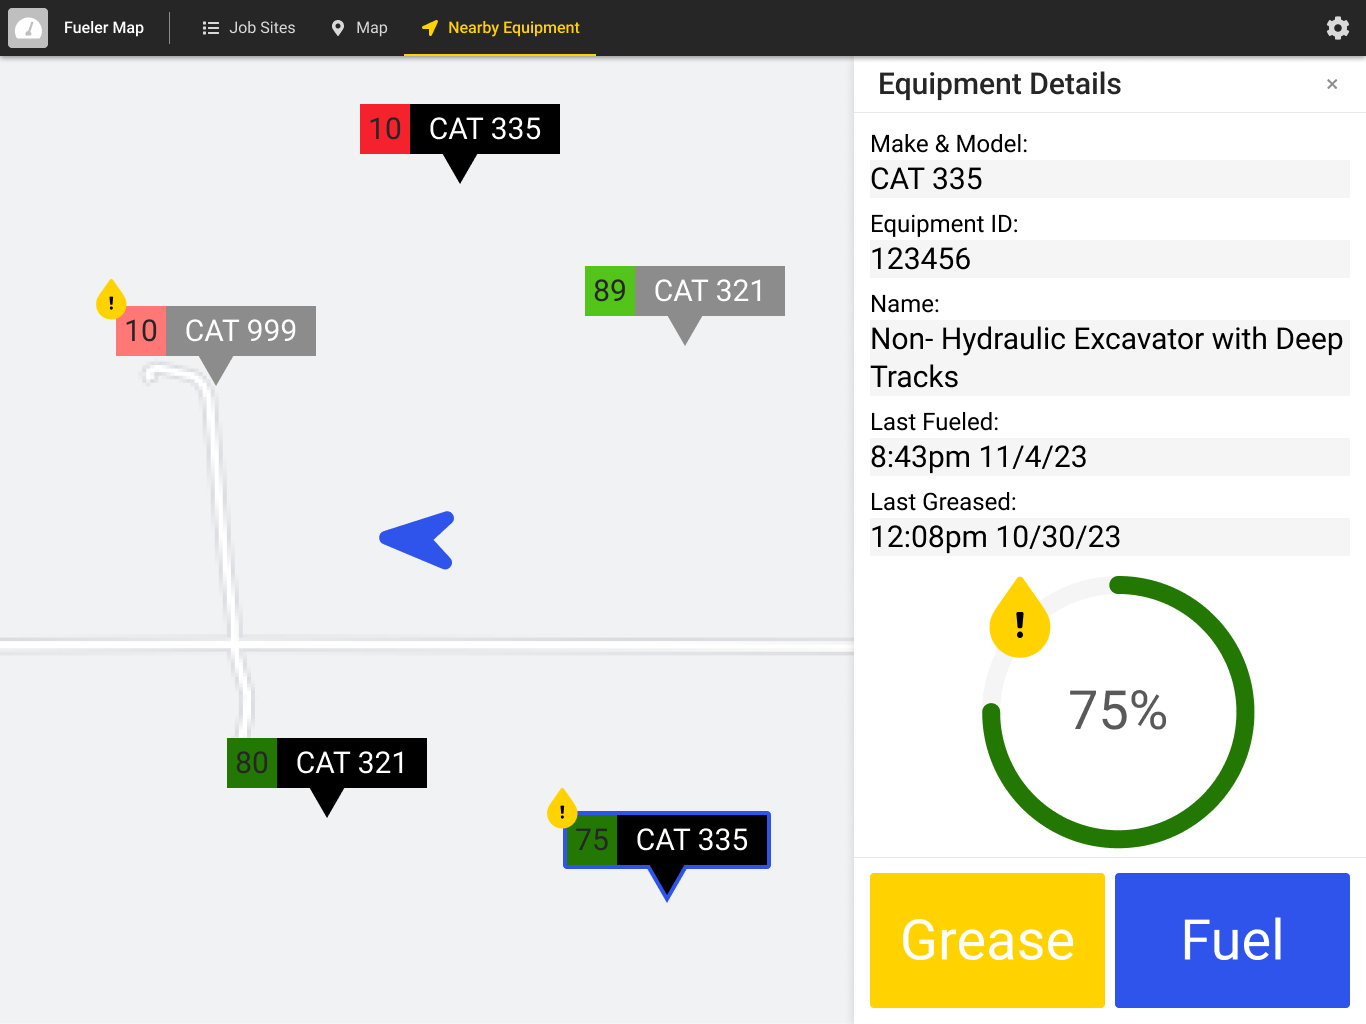 Fueler Map
Job Sites
Map
Nearby Equipment
10 CAT 335
89 CAT 321
!
10 CAT 999
80 CAT 321
!
75 CAT 335
Equipment Details
×
Make & Model:
CAT 335
Equipment ID:
123456
Name:
Non- Hydraulic Excavator with Deep
Tracks
Last Fueled:
8:43pm 11/4/23
Last Greased:
12:08pm 10/30/23
!
75%
Grease
Fuel